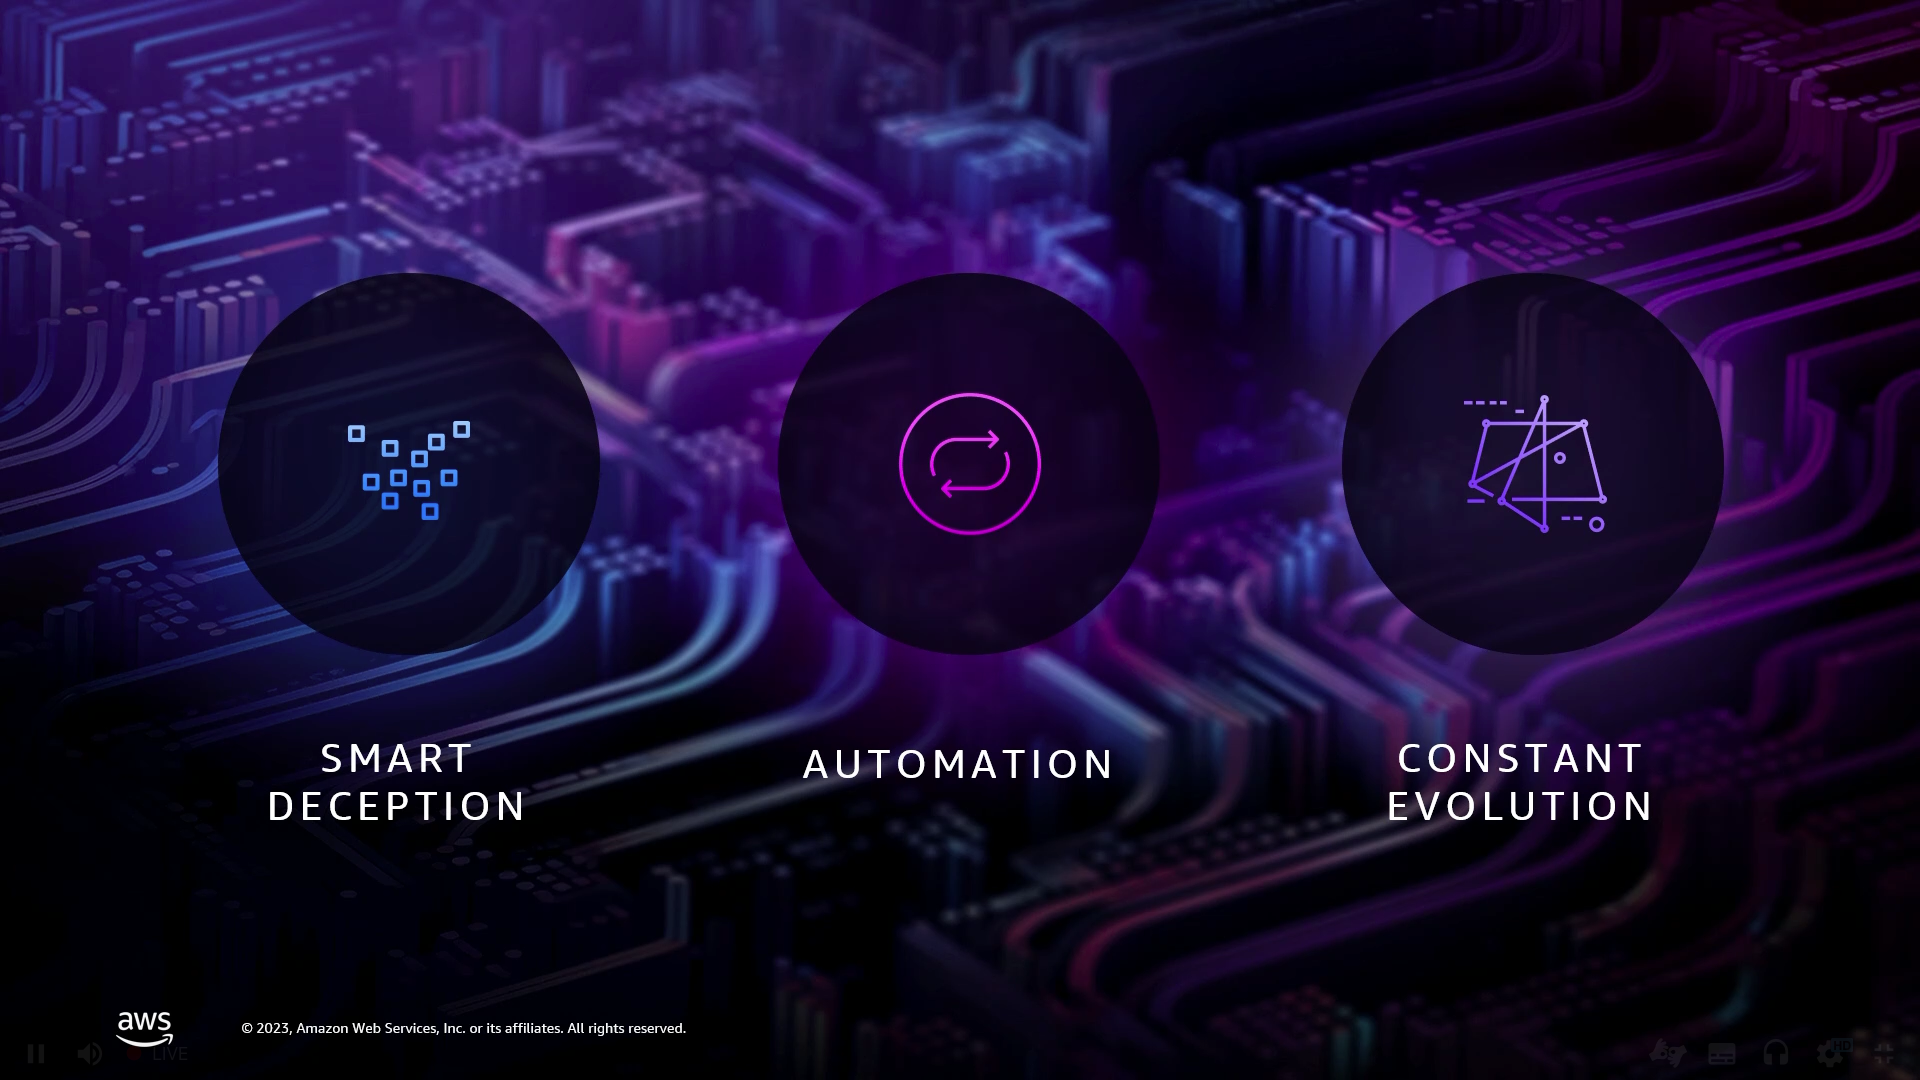 SMART
DECEPTION
AUTOMATION
CONSTANT
EVOLUTION
aws
© 2023, Amazon Web Services, Inc. or its affiliates. All rights reserved.
LIVE
HD